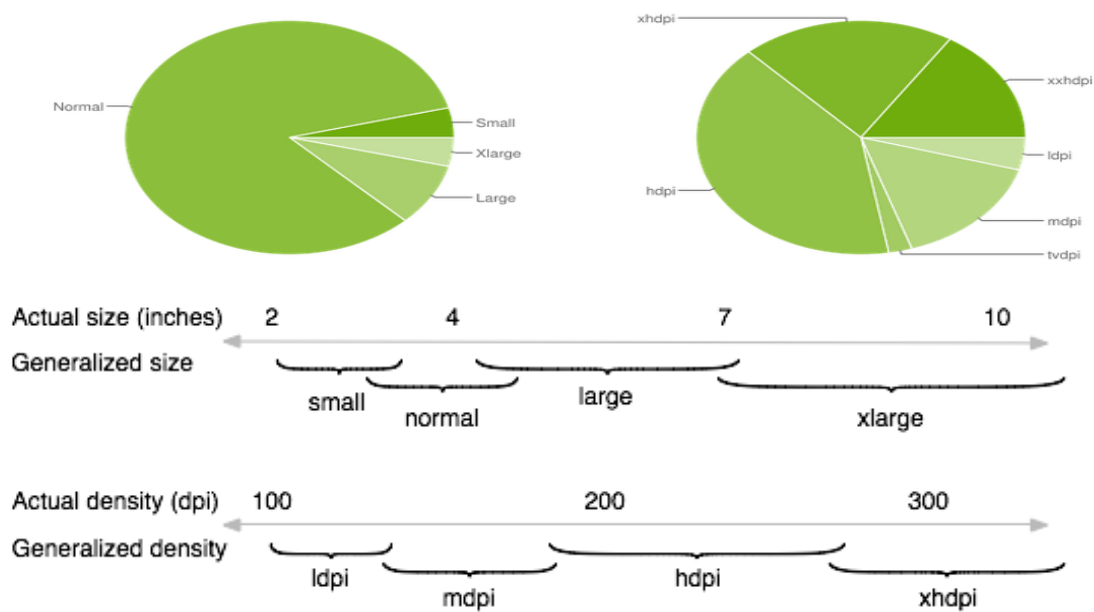 Normal
Small
Xlarge
Large
xhdpi
xxhdpi
ldpi
hdpi
mdpi
tvdpi
Actual size (inches) 2 4 7 10
Generalized size
small normal large xlarge
Actual density (dpi) 100 200 300
Generalized density
ldpi mdpi hdpi xhdpi